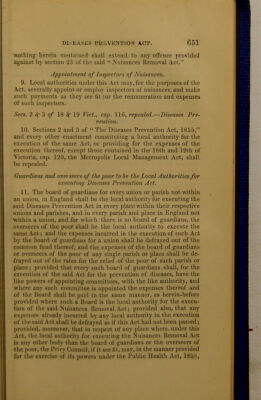 DISEASES PREVENTION ACT. 651
nothing herein contained shall extend to any offence provided
against by section 23 of the said "Nuisances Removal Act."
Appointment of Inspectors of Nuisances.
9. Local authorities under this Act may, for the purposes of the
Act, severally appoint or employ inspectors of nuisances, and make
such payments as they see fit for the remuneration and expenses
of such inspectors.
Secs. 2 & 3 of 18 & 19 Vict., cap. 116, repealed.—Diseases Pre-
vention.
10. Sections 2 and 3 of "The Diseases Prevention Act, 1855,"
and every other enactment constituting a local authority for the
execution of the same Act, or providing for the expenses of the
execution thereof, except those contained in the 18th and 19th of
Victoria, cap. 120, the Metropolis Local Management Act, shall
be repealed.
Guardians and overseers of the poor to be the Local Authorities for
executing Diseases Prevention Act.
11. The board of guardians for every union or parish not within
an union, in England shall be the local authority for executing the
said Diseases Prevention Act in every place within their respective
unions and parishes, and in every parish and place in England not
within a union, and for which there is no board of guardians, the
overseers of the poor shall be the local authority to execute the
same Act; and the expenses incurred in the execution of such Act
by the board of guardians for a union shall be defrayed out of the
common fund thereof, and the expenses of the board of guardians
or overseers of the poor of any single parish or place shall be de-
frayed out of the rates for the relief of the poor of such parish or
place; provided that every such board of guardians shall, for the
execution of the said Act for the prevention of diseases, have the
like powers of appointing committees, with the like authority, and
where any such committee is appointed the expenses thereof and
of the Board shall be paid in the same manner, as herein-before
provided where such a Board is the local authority for the execu-
tion of the said Nuisances Removal Act; provided also, that any
expenses already incurred by any local authority in the execution
of the said Act shall be defrayed as if this Act had not been passed;
provided, moreover, that in respect of any place where, under this
Act, the local authority for executing the Nuisances Removal Act
is any other body than the board of guardians or the overseers of
the poor, the Privy Council, if it see fit, may, in the manner provided
for the exercise of its powers under the Public Health Act, 1858,